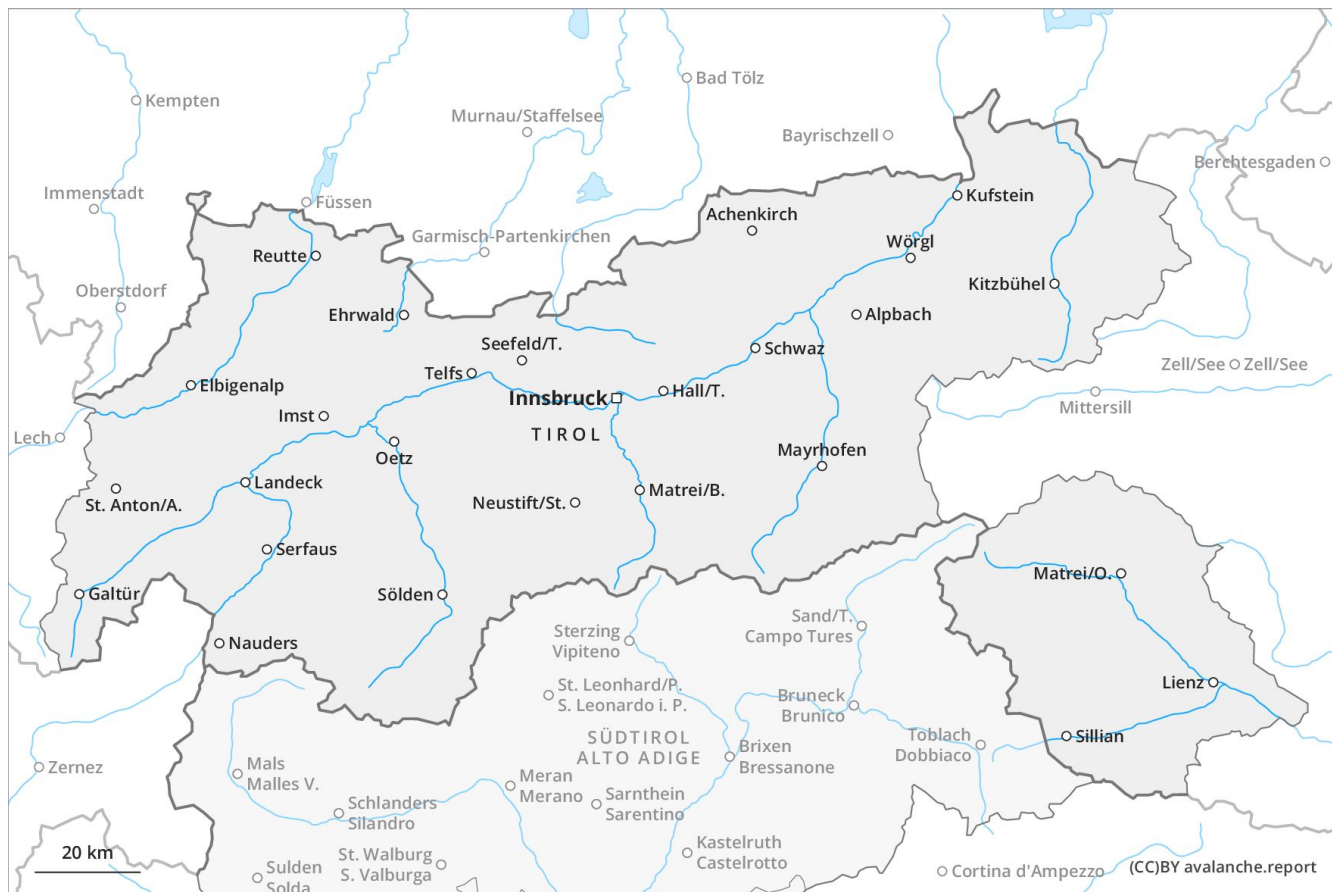 Kempten
Bad Tölz
Murnau/Staffelsee
Bayrischzell
Berchtesgaden
Immenstadt
Füssen
Kufstein
Achenkirch
Garmisch-Partenkirchen
Wörgl
Reutte
Oberstdorf
Kitzbühel
Ehrwald
Alpbach
Seefeld/T.
Schwaz
Zell/See
Zell/See
Telfs
Elbigenalp
Hall/T.
Innsbruck
Mittersill
Imst
TIROL
Lech
Mayrhofen
Oetz
Landeck
Matrei/B.
St. Anton/A.
Neustift/St.
Serfaus
Matrei/O.
Galtür
Sölden
Sand/T.
Campo Tures
Sterzing
Vipiteno
Nauders
Lienz
St. Leonhard/P.
S. Leonardo i. P.
Bruneck
Brunico
SÜDTIROL
ALTO ADIGE
Toblach
Dobbiaco
Sillian
Brixen
Bressanone
Zernez
Mals
Malles V.
Meran
Merano
Sarnthein
Sarentino
Schlanders
Silandro
Kastelruth
Castelrotto
20 km
St. Walburg
S. Valburga
Sulden
Solda
Cortina d'Ampezzo
(CC)BY avalanche.report